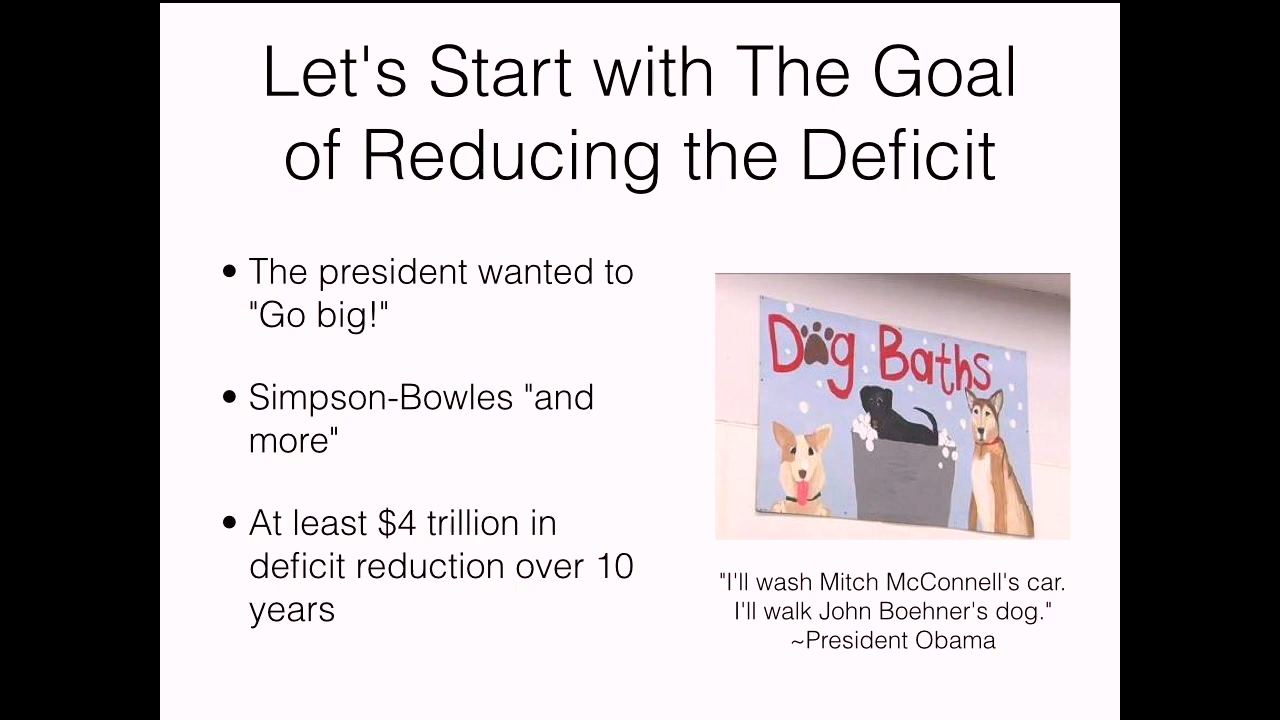 Let's Start with The Goal
of Reducing the Deficit
• The president wanted to
"Go big!"
• Simpson-Bowles "and
more"
• At least $4 trillion in
deficit reduction over 10
years
Dog Baths
"I'll wash Mitch McConnell's car.
I'll walk John Boehner's dog."
~President Obama